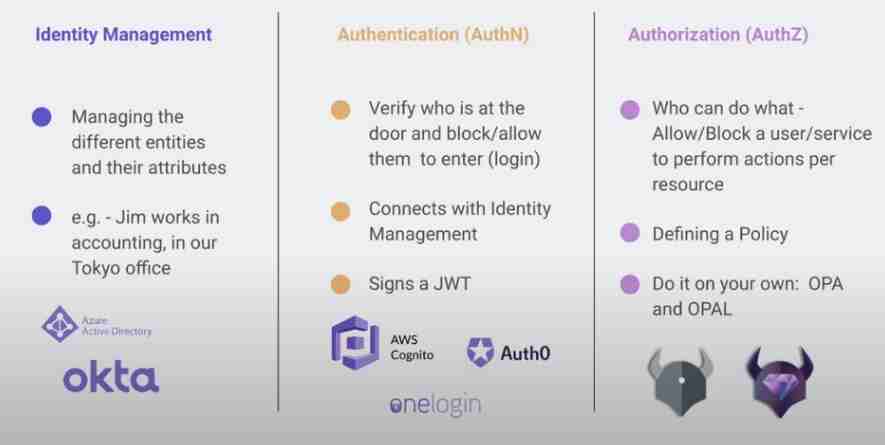 Identity Management
Managing the
different entities
and their attributes
e.g. - Jim works in
accounting, in our
Tokyo office
Azure
Active Directory
okta
Authentication (AuthN)
Verify who is at the
door and block/allow
them to enter (login)
Connects with Identity
Management
Signs a JWT
AWS
Cognito
Auth0
onelogin
Authorization (AuthZ)
Who can do what -
Allow/Block a user/service
to perform actions per
resource
Defining a Policy
Do it on your own: OPA
and OPAL